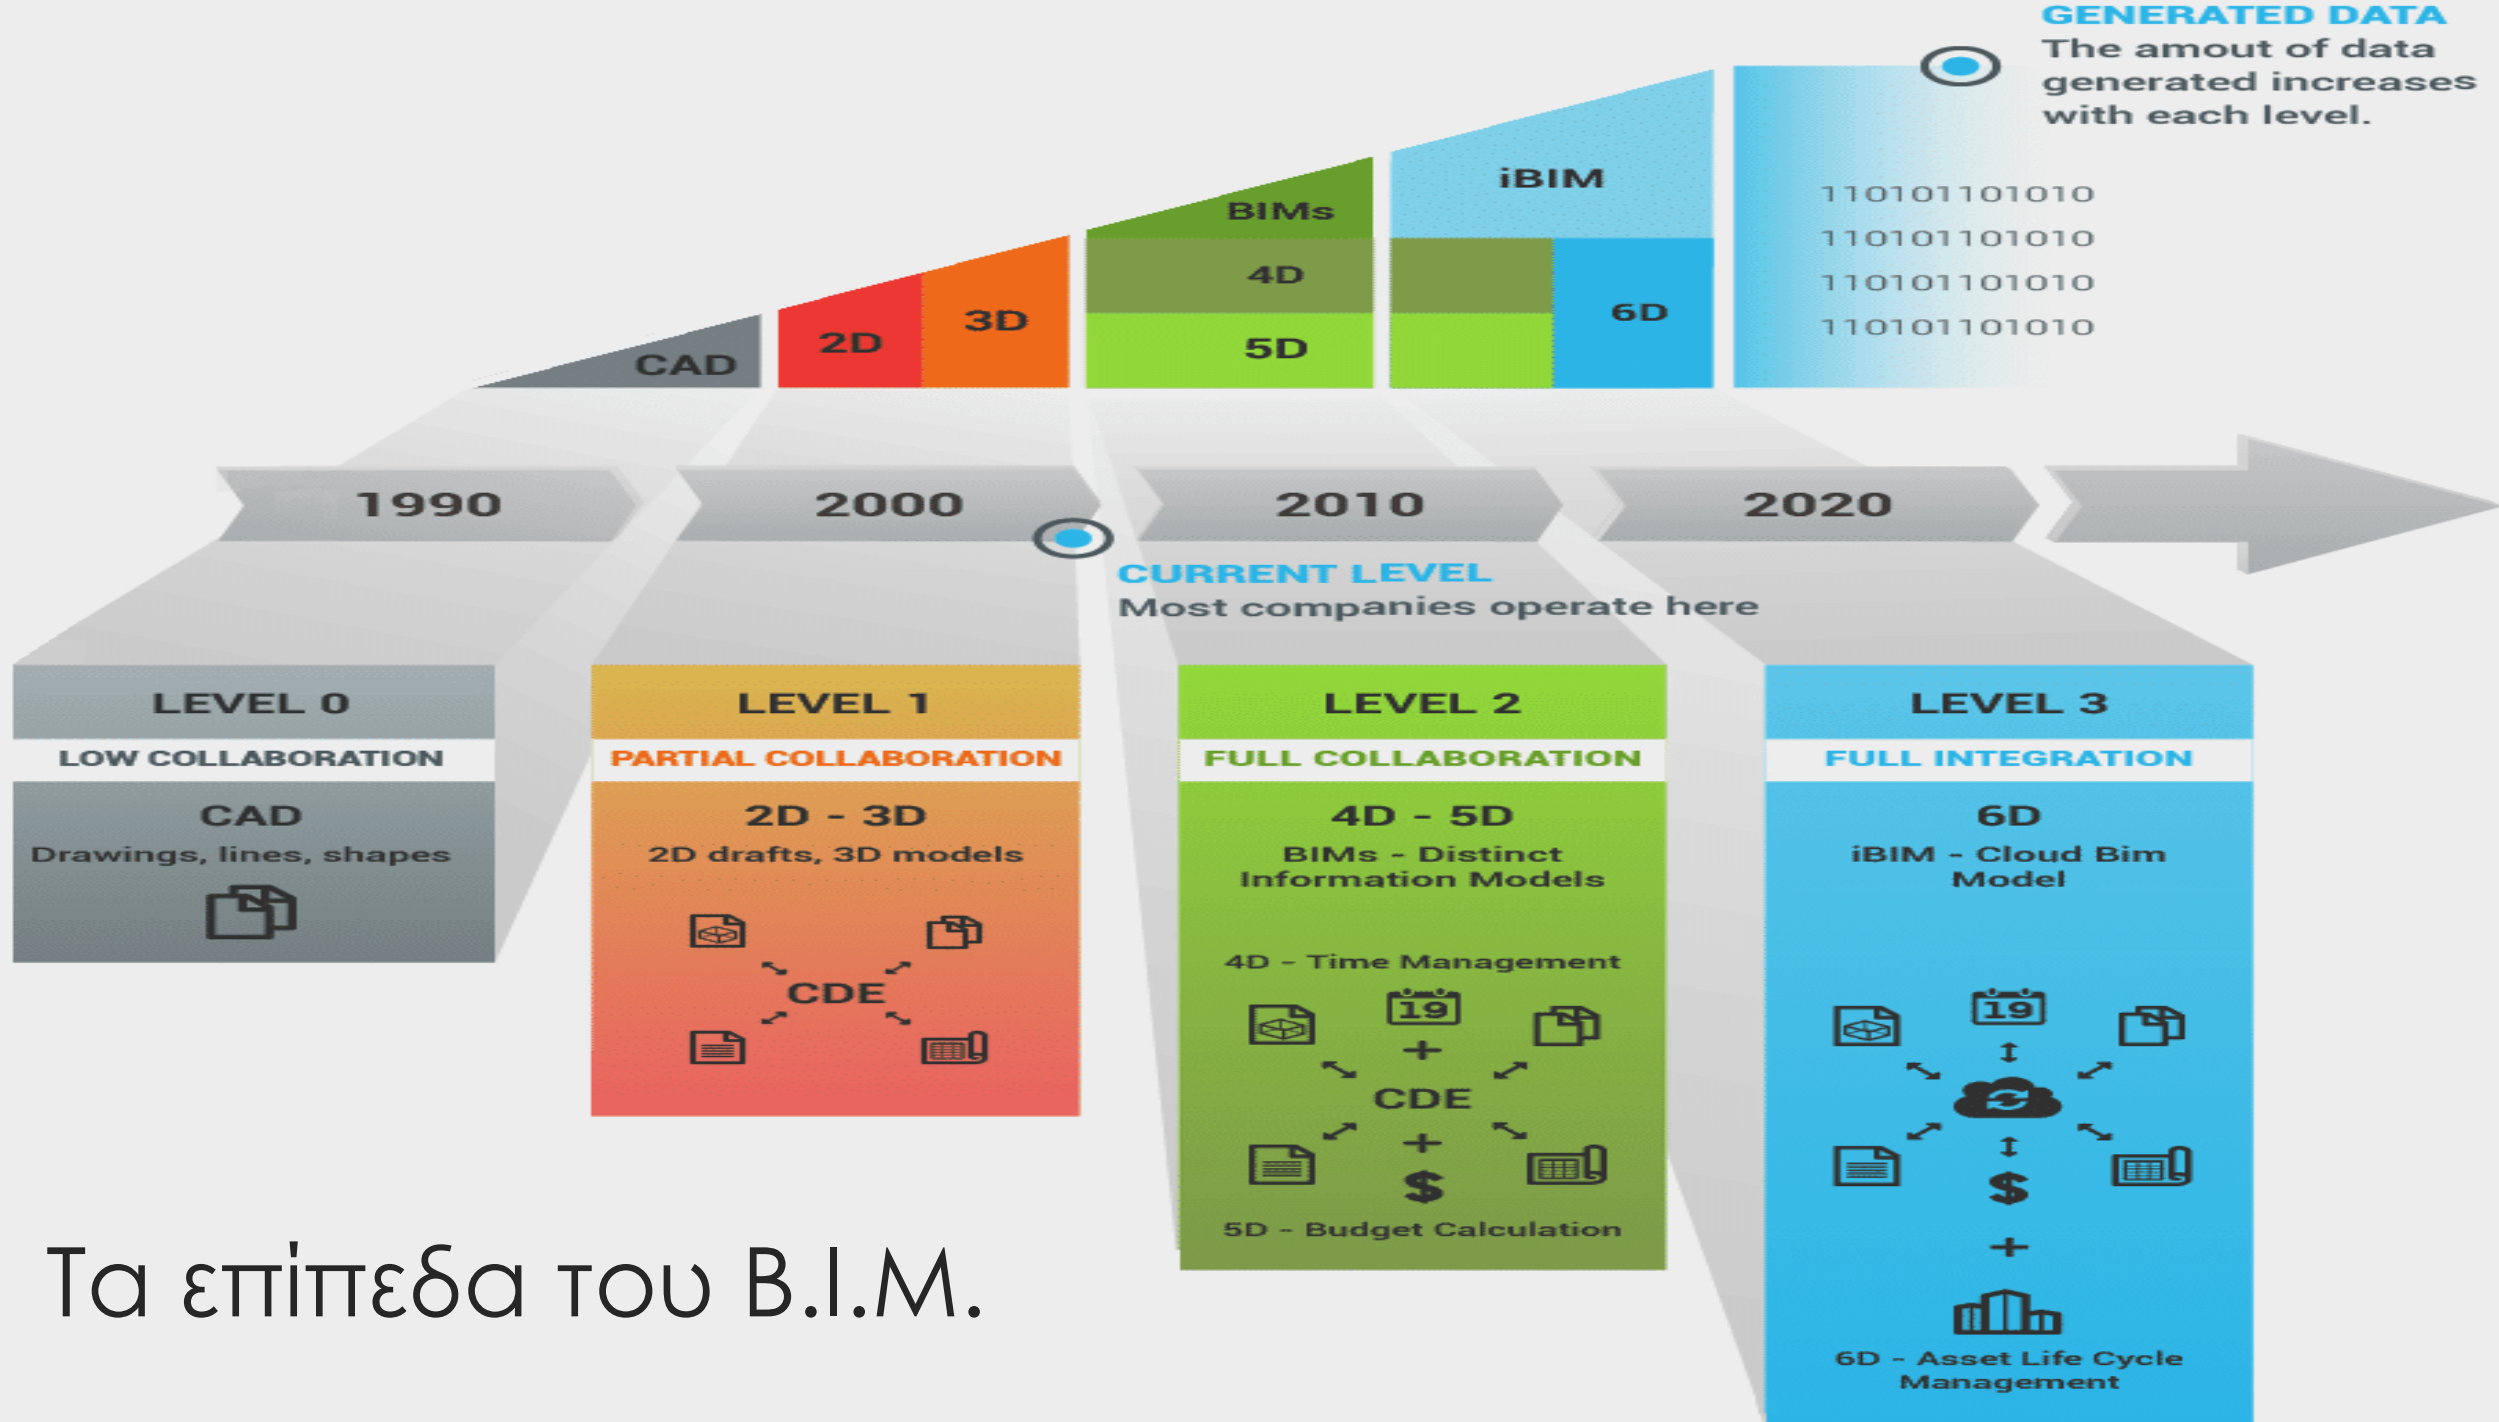 GENERATED DATA
The amout of data
generated increases
with each level.
iBIM
BIMs
4D
5D
6D
2D
3D
CAD
110101101010
110101101010
110101101010
110101101010
1990
2000
2010
2020
CURRENT LEVEL
Most companies operate here
LEVEL 0
LOW COLLABORATION
CAD
Drawings, lines, shapes
LEVEL 1
PARTIAL COLLABORATION
2D - 3D
2D drafts, 3D models
CDE
LEVEL 2
FULL COLLABORATION
4D - 5D
BIMs - Distinct
Information Models
4D - Time Management
19
+
CDE
+
$
5D - Budget Calculation
LEVEL 3
FULL INTEGRATION
6D
iBIM - Cloud Bim
Model
19
$
+
6D - Asset Life Cycle
Management
Τα επίπεδα του B.I.M.